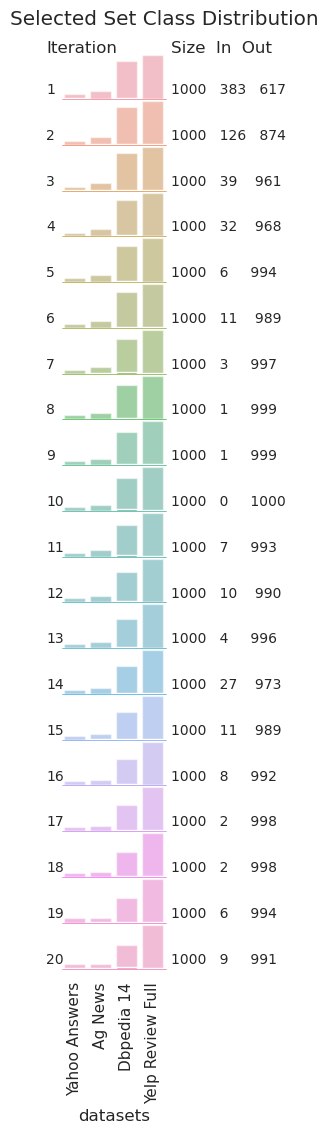 Selected Set Class Distribution
Iteration Size In Out
1 1000 383 617
2 1000 126 874
3 1000 39 961
4 1000 32 968
5 1000 6 994
6 1000 11 989
7 1000 3 997
8 1000 1 999
9 1000 1 999
10 1000 0 1000
11 1000 7 993
12 1000 10 990
13 1000 4 996
14 1000 27 973
15 1000 11 989
16 1000 8 992
17 1000 2 998
18 1000 2 998
19 1000 6 994
20 1000 9 991
Yahoo Answers
Ag News
Dbpedia 14
Yelp Review Full
datasets